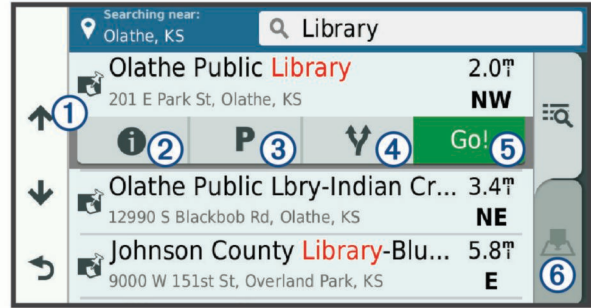 Searching near:
Olathe, KS
Library
Olathe Public Library
2.0mi
201 E Park St, Olathe, KS
NW
1
2
P 3
4
Go! 5
Olathe Public Lbry-Indian Cr...
3.4mi
12990 S Blackbob Rd, Olathe, KS
NE
Johnson County Library-Blu...
5.8mi
9000 W 151st St, Overland Park, KS
E
6